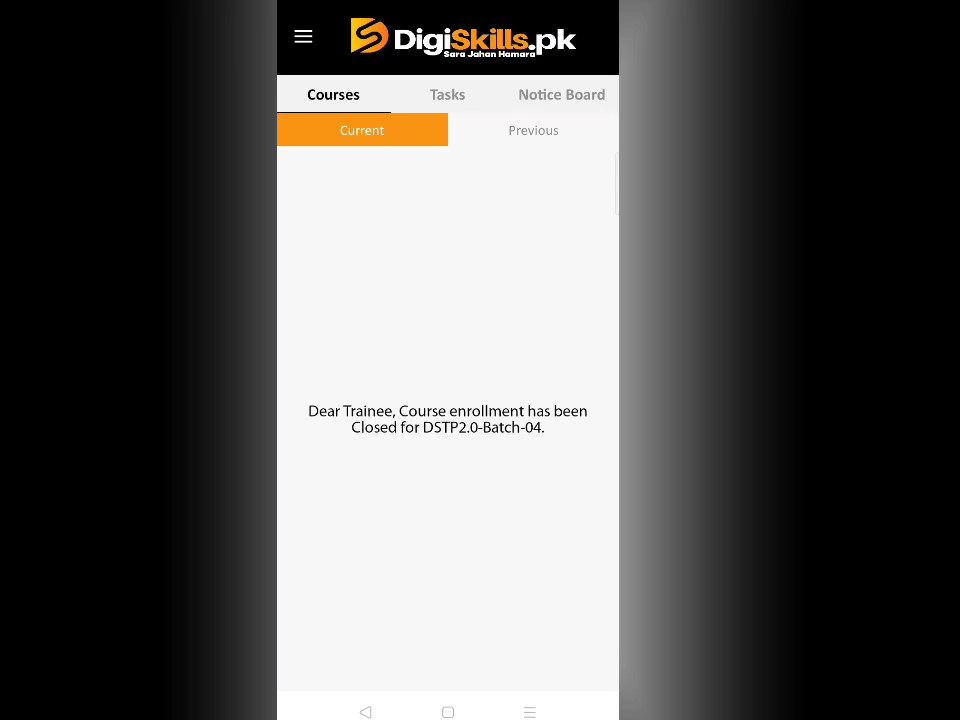 DigiSkills.pk
Sara Jahan Hamara
Courses Tasks Notice Board
Current Previous
Dear Trainee, Course enrollment has been
Closed for DSTP2.0-Batch-04.